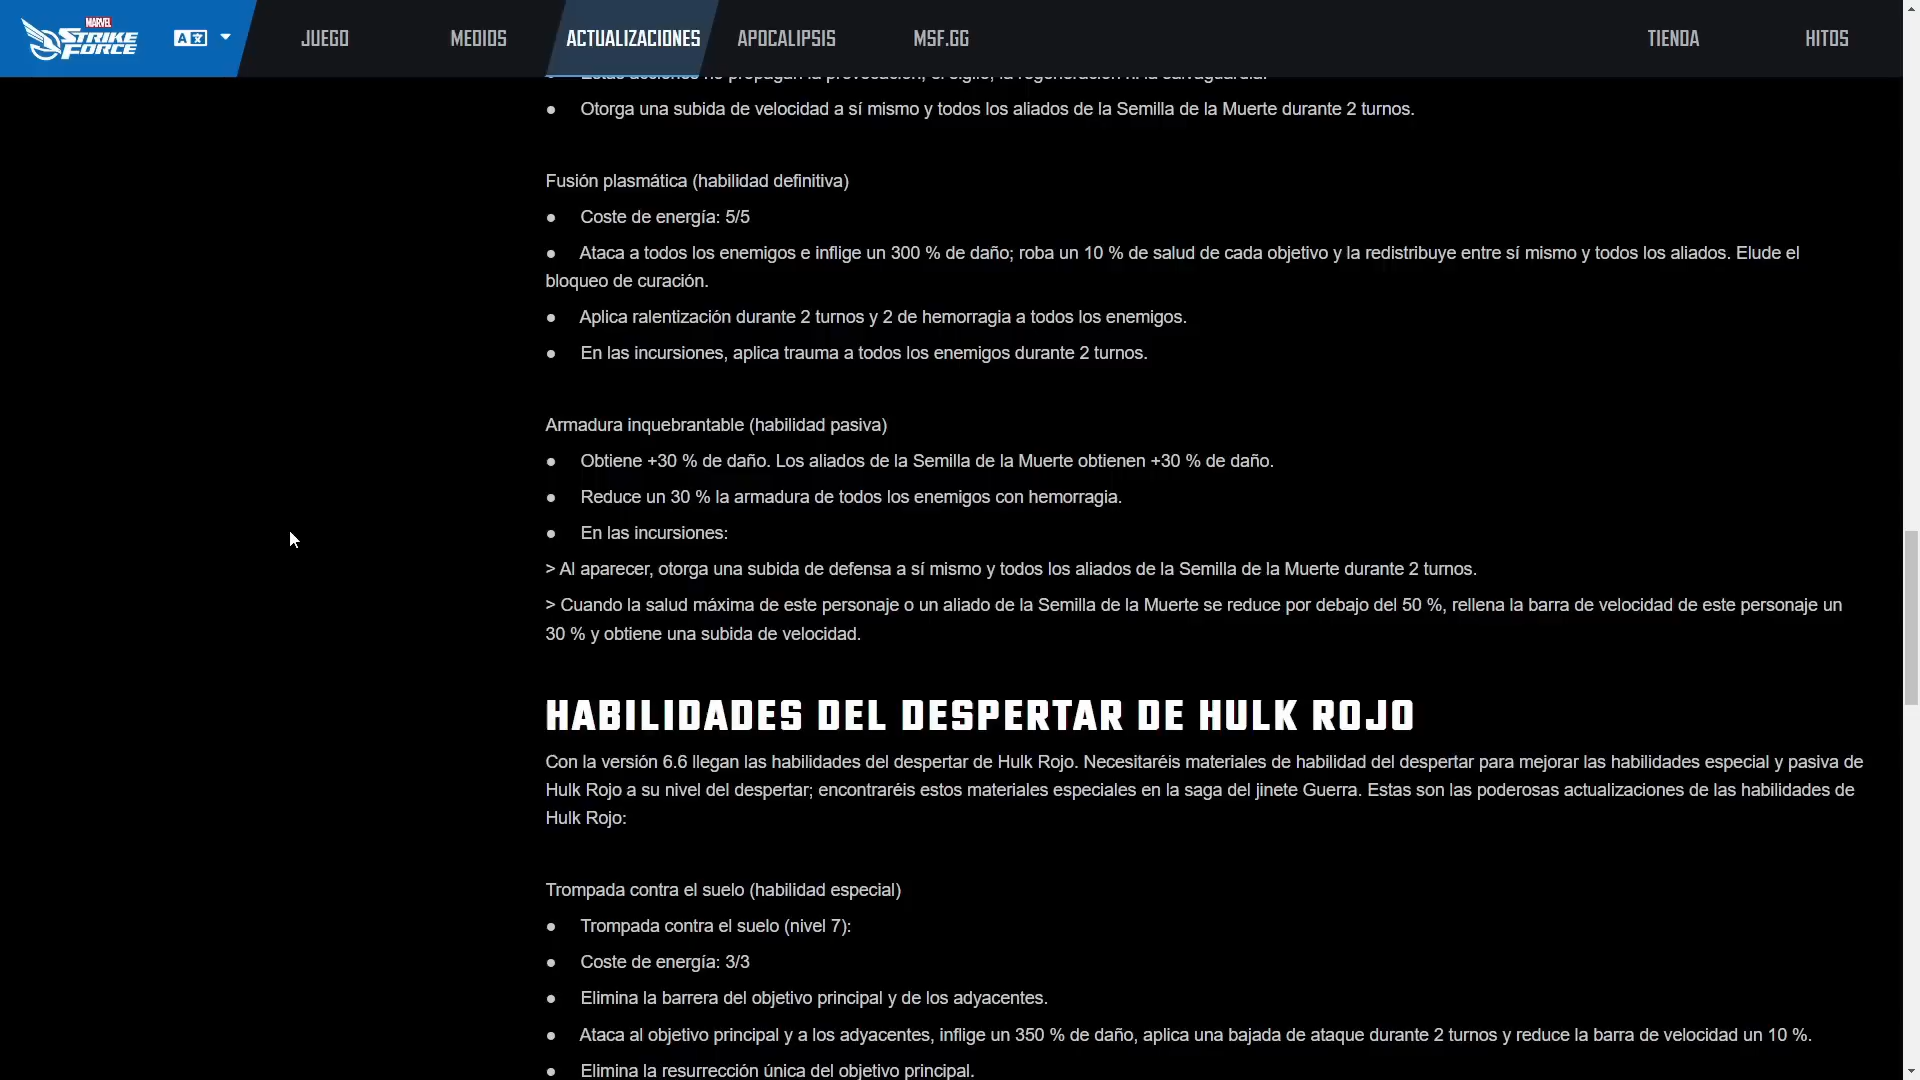 MARVEL
STRIKE
FORCE
JUEGO
MEDIOS
ACTUALIZACIONES
APOCALIPSIS
MSF.GG
TIENDA
HITOS
● Estas acciones no propagan la provocación, el sigilo, la regeneración ni la salvaguardia.
● Otorga una subida de velocidad a sí mismo y todos los aliados de la Semilla de la Muerte durante 2 turnos.
Fusión plasmática (habilidad definitiva)
● Coste de energía: 5/5
● Ataca a todos los enemigos e inflige un 300 % de daño; roba un 10 % de salud de cada objetivo y la redistribuye entre sí mismo y todos los aliados. Elude el
bloqueo de curación.
● Aplica ralentización durante 2 turnos y 2 de hemorragia a todos los enemigos.
● En las incursiones, aplica trauma a todos los enemigos durante 2 turnos.
Armadura inquebrantable (habilidad pasiva)
● Obtiene +30 % de daño. Los aliados de la Semilla de la Muerte obtienen +30 % de daño.
● Reduce un 30 % la armadura de todos los enemigos con hemorragia.
● En las incursiones:
> Al aparecer, otorga una subida de defensa a sí mismo y todos los aliados de la Semilla de la Muerte durante 2 turnos.
> Cuando la salud máxima de este personaje o un aliado de la Semilla de la Muerte se reduce por debajo del 50 %, rellena la barra de velocidad de este personaje un
30 % y obtiene una subida de velocidad.
HABILIDADES DEL DESPERTAR DE HULK ROJO
Con la versión 6.6 llegan las habilidades del despertar de Hulk Rojo. Necesitaréis materiales de habilidad del despertar para mejorar las habilidades especial y pasiva de
Hulk Rojo a su nivel del despertar; encontraréis estos materiales especiales en la saga del jinete Guerra. Estas son las poderosas actualizaciones de las habilidades de
Hulk Rojo:
Trompada contra el suelo (habilidad especial)
● Trompada contra el suelo (nivel 7):
● Coste de energía: 3/3
● Elimina la barrera del objetivo principal y de los adyacentes.
● Ataca al objetivo principal y a los adyacentes, inflige un 350 % de daño, aplica una bajada de ataque durante 2 turnos y reduce la barra de velocidad un 10 %.
● Elimina la resurrección única del objetivo principal.